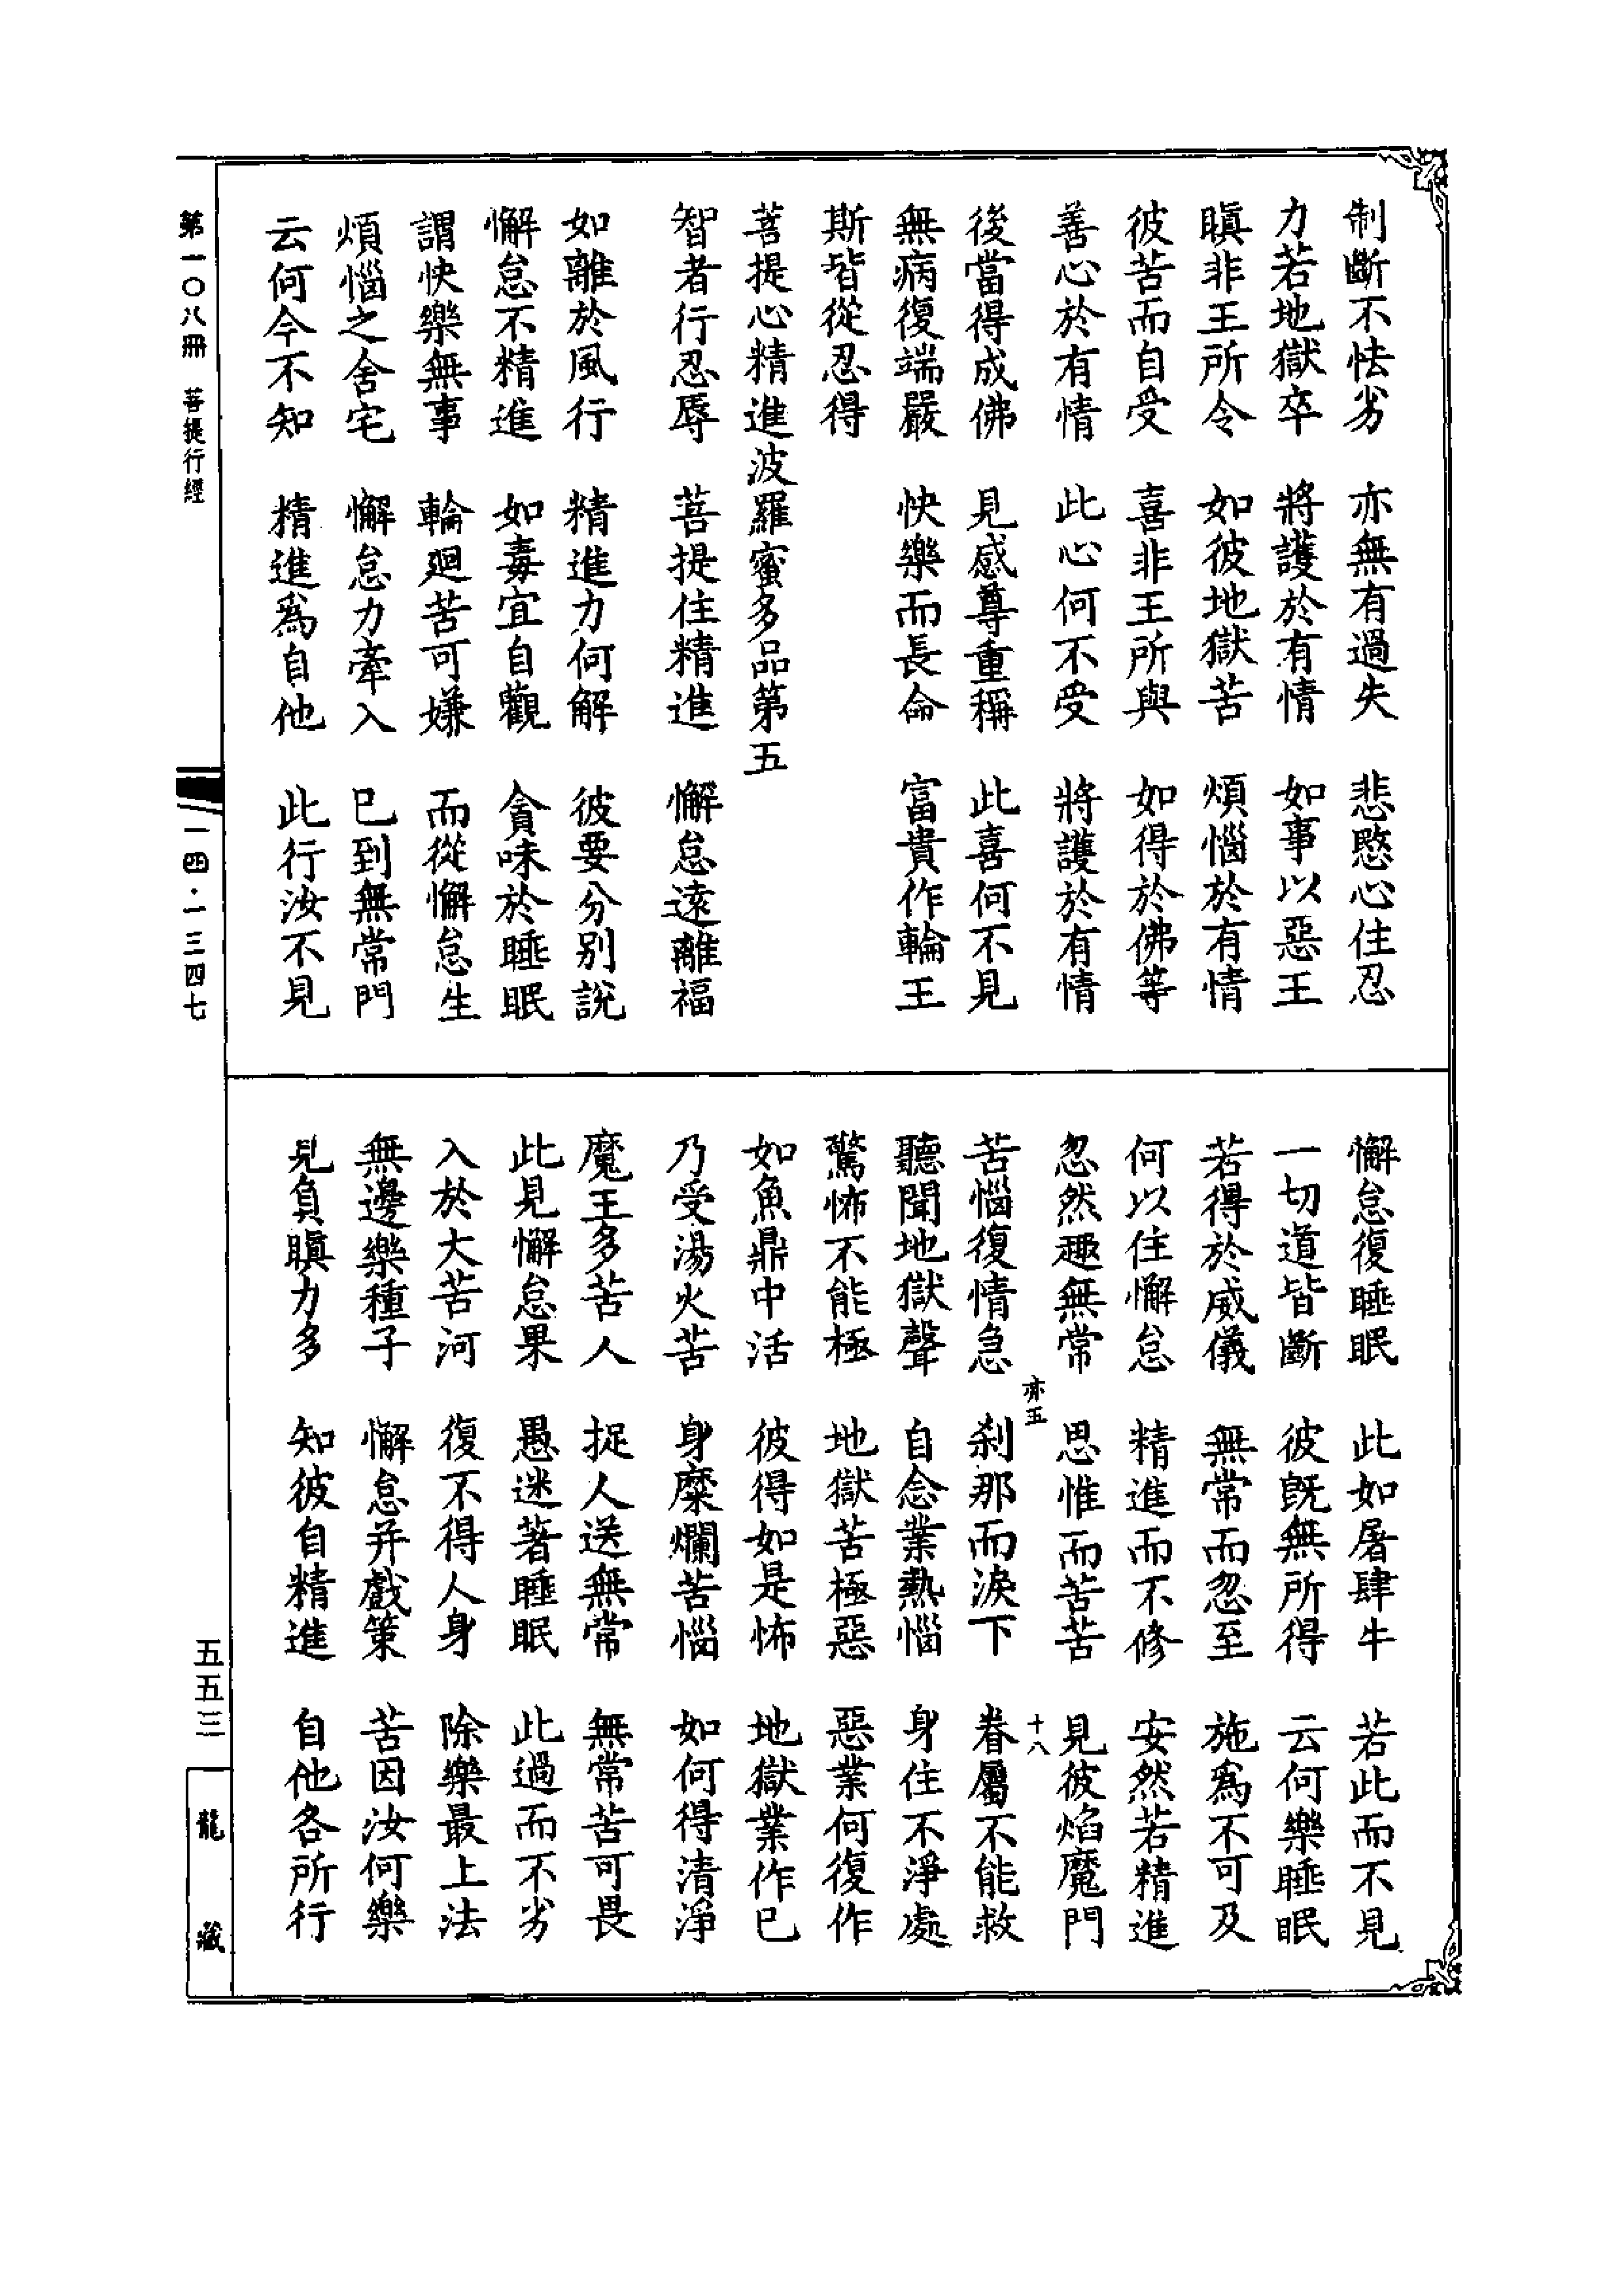 制斷不怯劣　亦無有過失　悲愍心住忍
力若地獄卒　將護於有情　如事以惡王
瞋非王所令　如彼地獄苦　煩惱於有情
彼苦而自受　喜非王所與　如得於佛等
善心於有情　此心何不受　將護於有情
後當得成佛　見感尊重稱　此喜何不見
無病復端嚴　快樂而長命　富貴作輪王
斯皆從忍得
菩提心精進波羅蜜多品第五
智者行忍辱　菩提住精進　懈怠遠離福
如離於風行　精進力何解　彼要分別說
懈怠不精進　如毒宜自觀　貪味於睡眠
謂快樂無事　輪迴苦可嫌　而從懈怠生
煩惱之舍宅　懈怠力牽入　已到無常門
云何今不知　精進為自他　此行汝不見
懈怠復睡眠　此如屠肆牛　若此而不見
一切道皆斷　彼既無所得　云何樂睡眠
若得於威儀　無常而忽至　施為不可及
何以住懈怠　精進而不修　安然若精進
忽然趣無常　思惟而苦苦　見彼焰魔門
亦五　十八
苦惱復情急　剎那而淚下　眷屬不能救
聽聞地獄聲　自念業熱惱　身住不淨處
驚怖不能極　地獄苦極惡　惡業何復作
如魚鼎中活　彼得如是怖　地獄業作已
乃受湯火苦　身糜爛苦惱　如何得清淨
魔王多苦人　捉人送無常　無常苦可畏
此見懈怠果　愚迷著睡眠　此過而不劣
入於大苦河　復不得人身　除樂最上法
無邊樂種子　懈怠并戲策　苦因汝何樂
見負瞋力多　知彼自精進　自他各所行
第一〇八冊　菩提行經
一四・一三四七
五五三
龍藏